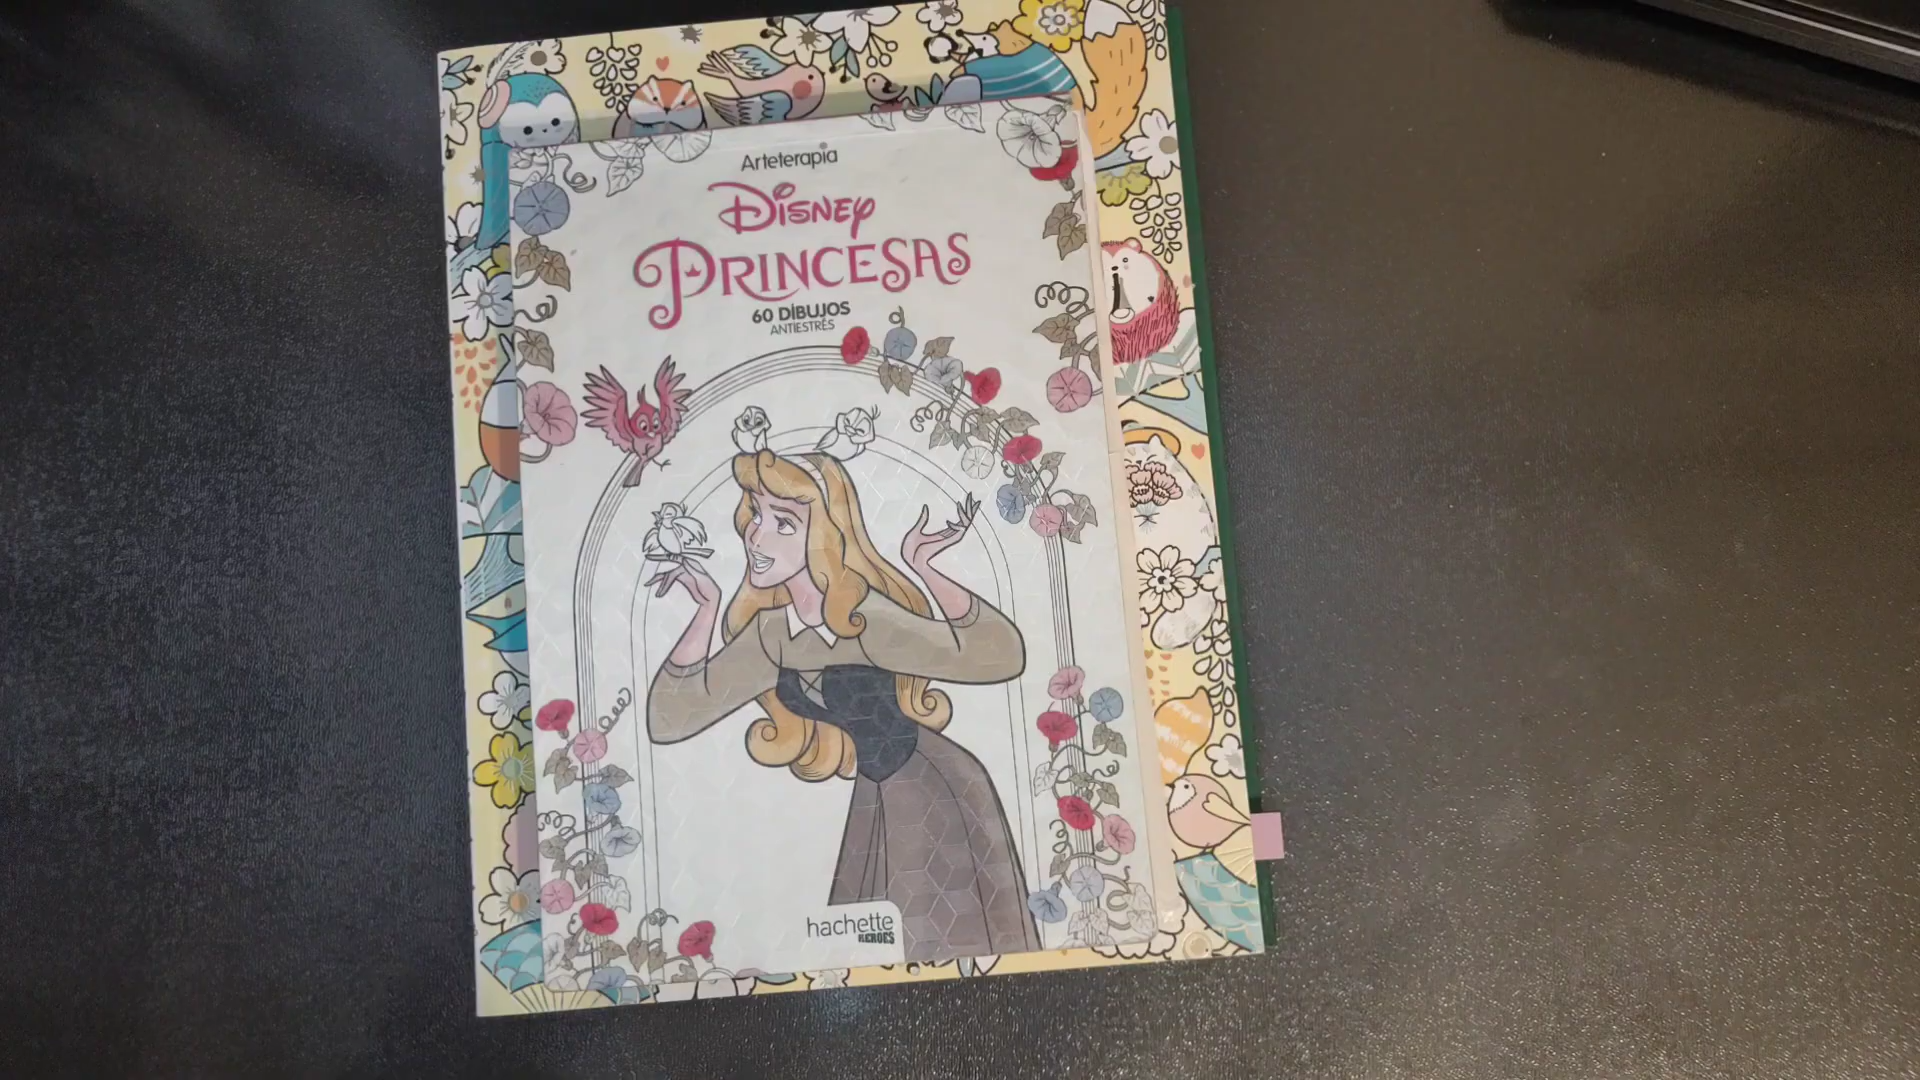 Arteterapia
Disney
PRINCESAS
60 DIBUJOS
ANTIESTRÉS
hachette
HEROES